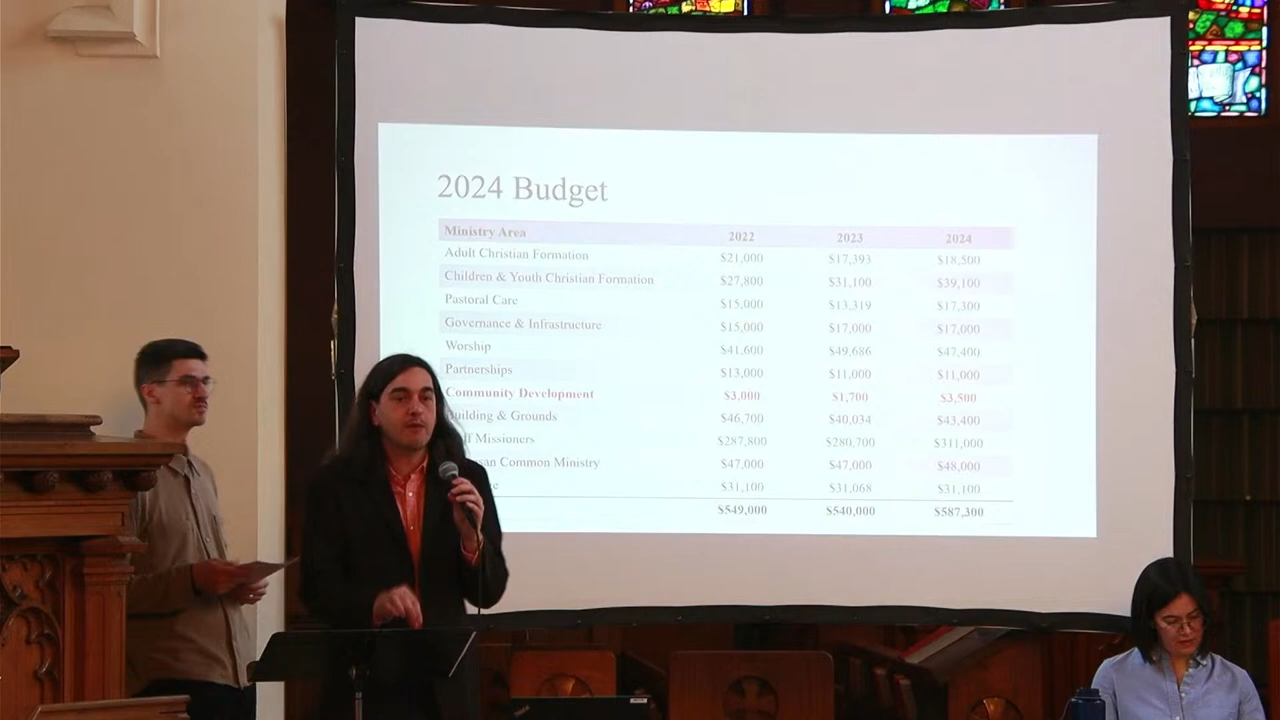 2024 Budget
Ministry Area 2022 2023 2024
Adult Christian Formation $21,000 $17,393 $18,500
Children & Youth Christian Formation $27,800 $31,100 $39,100
Pastoral Care $15,000 $13,319 $17,300
Governance & Infrastructure $15,000 $17,000 $17,000
Worship $41,600 $49,686 $47,400
Partnerships $13,000 $11,000 $11,000
Community Development $3,000 $1,700 $3,500
Building & Grounds $46,700 $40,034 $43,400
Missioners $287,800 $280,700 $311,000
Common Ministry $47,000 $47,000 $48,000
$31,100 $31,068 $31,100
$549,000 $540,000 $587,300